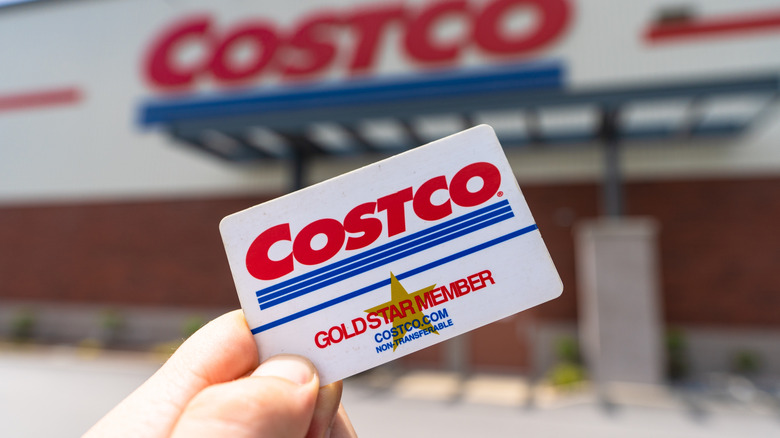 COSTCO
COSTCO®
GOLD STAR MEMBER
COSTCO.COM
NON-TRANSFERABLE